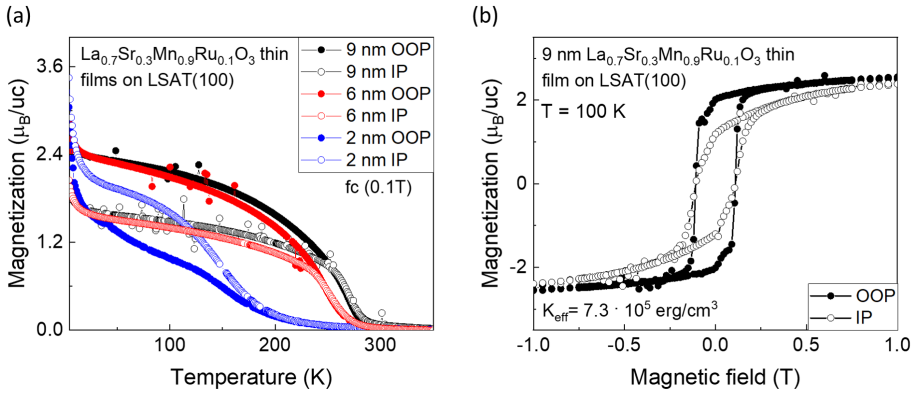 (a)
(b)
La0.7Sr0.3Mn0.9Ru0.1O3 thin
films on LSAT(100)
9 nm OOP
9 nm IP
6 nm OOP
6 nm IP
2 nm OOP
2 nm IP
fc (0.1T)
3.6
2.4
1.2
0.0
100
200
300
Magnetization (μB/uc)
Temperature (K)
9 nm La0.7Sr0.3Mn0.9Ru0.1O3 thin
film on LSAT(100)
T = 100 K
Keff= 7.3 · 10⁵ erg/cm³
OOP
IP
2
0
-2
-1.0
-0.5
0.0
0.5
1.0
Magnetization (μB/uc)
Magnetic field (T)